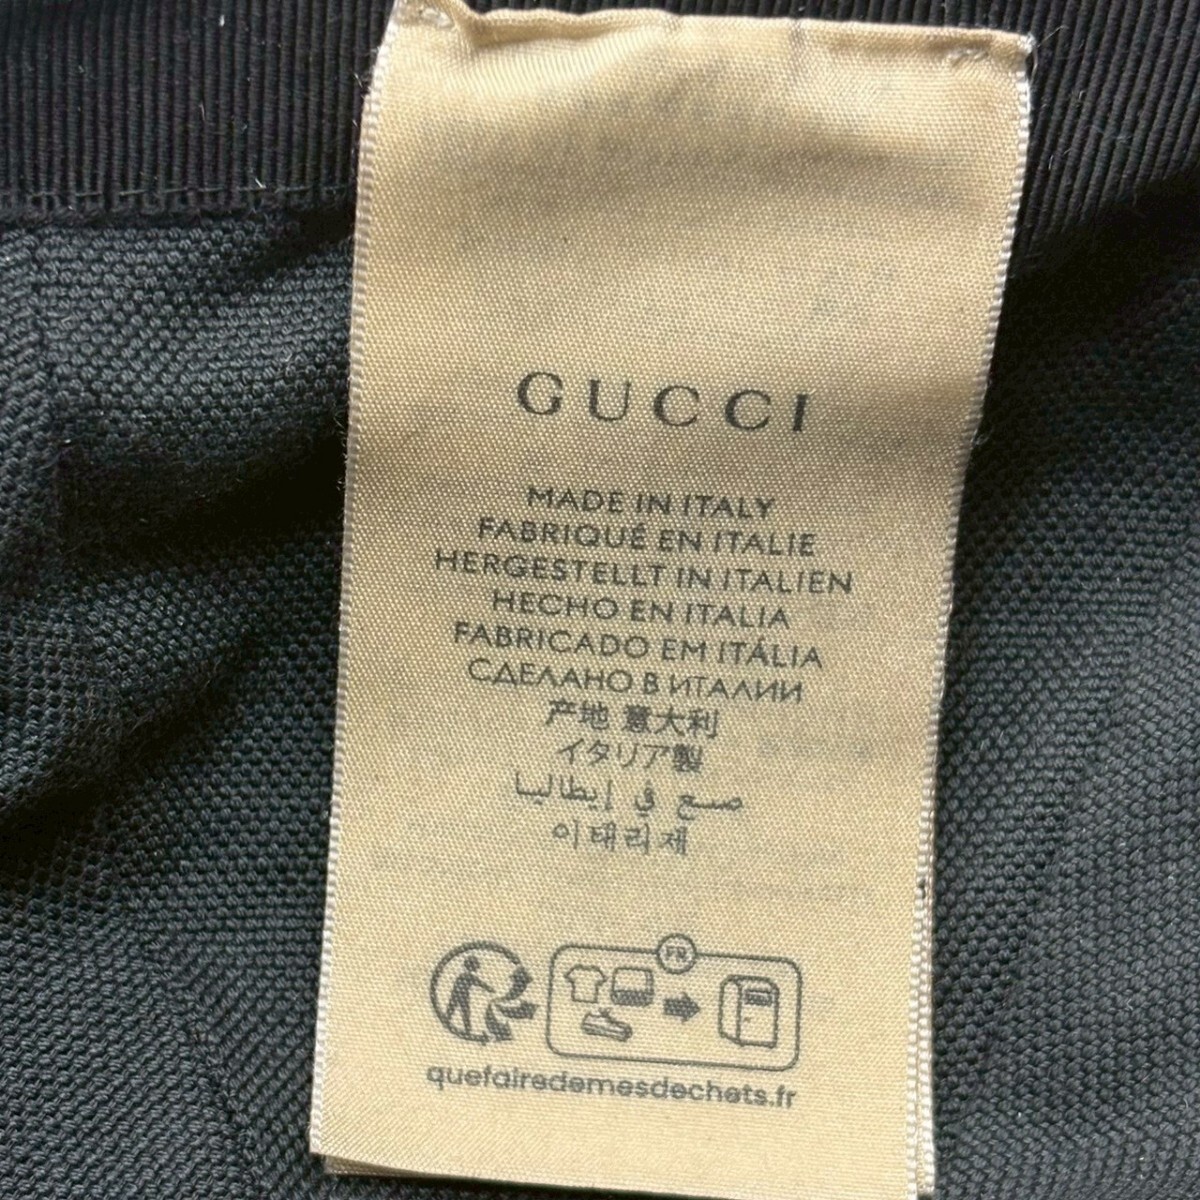 GUCCI
MADE IN ITALY
FABRIQUÉ EN ITALIE
HERGESTELLT IN ITALIEN
HECHO EN ITALIA
FABRICADO EM ITÁLIA
СДЕЛАНО В ИТАЛИИ
产地 意大利
イタリア製
صنع في إيطاليا
이태리제
FR
quefairedemesdechets.fr